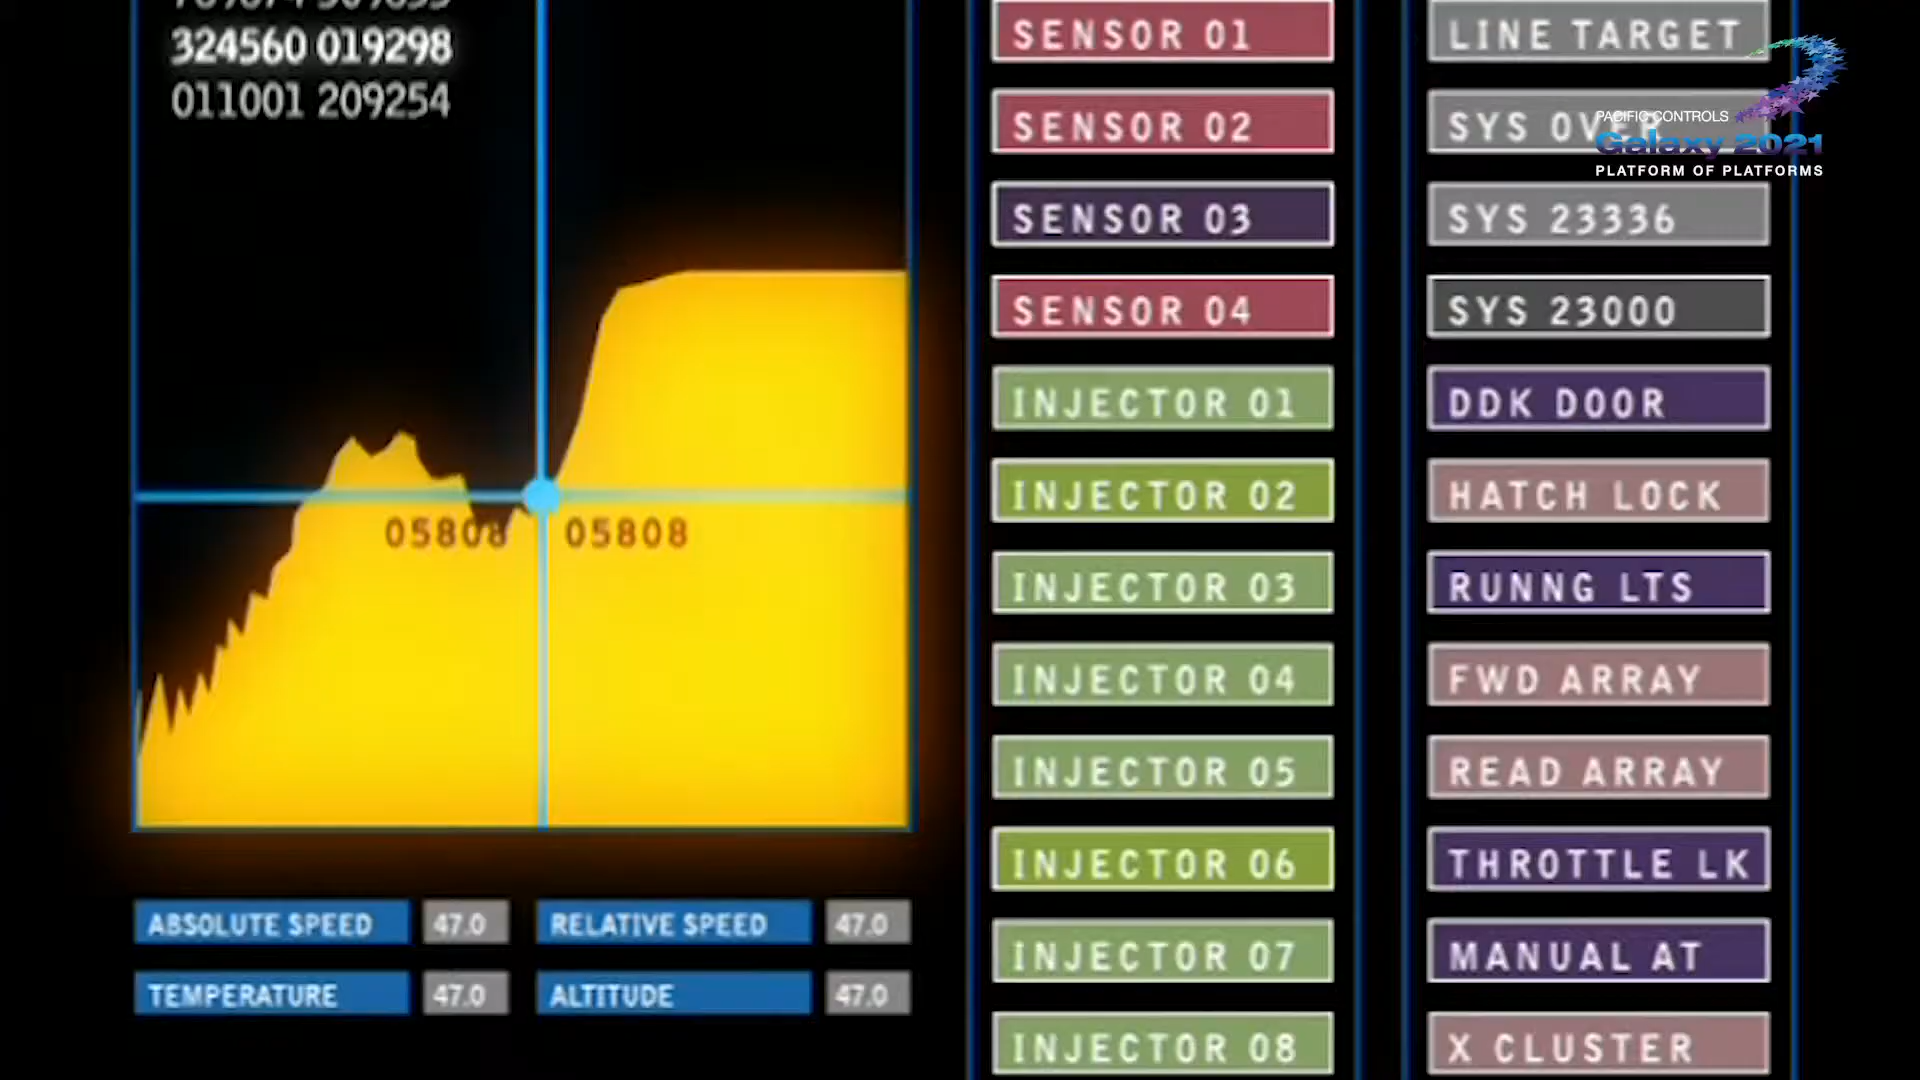 324560 019298
011001 209254
05808 05808
ABSOLUTE SPEED 47.0 RELATIVE SPEED 47.0
TEMPERATURE 47.0 ALTITUDE 47.0
SENSOR 01
SENSOR 02
SENSOR 03
SENSOR 04
INJECTOR 01
INJECTOR 02
INJECTOR 03
INJECTOR 04
INJECTOR 05
INJECTOR 06
INJECTOR 07
INJECTOR 08
LINE TARGET
SYS OVER
SYS 23336
SYS 23000
DDK DOOR
HATCH LOCK
RUNNG LTS
FWD ARRAY
READ ARRAY
THROTTLE LK
MANUAL AT
X CLUSTER
PACIFIC CONTROLS
Galaxy 2021
PLATFORM OF PLATFORMS